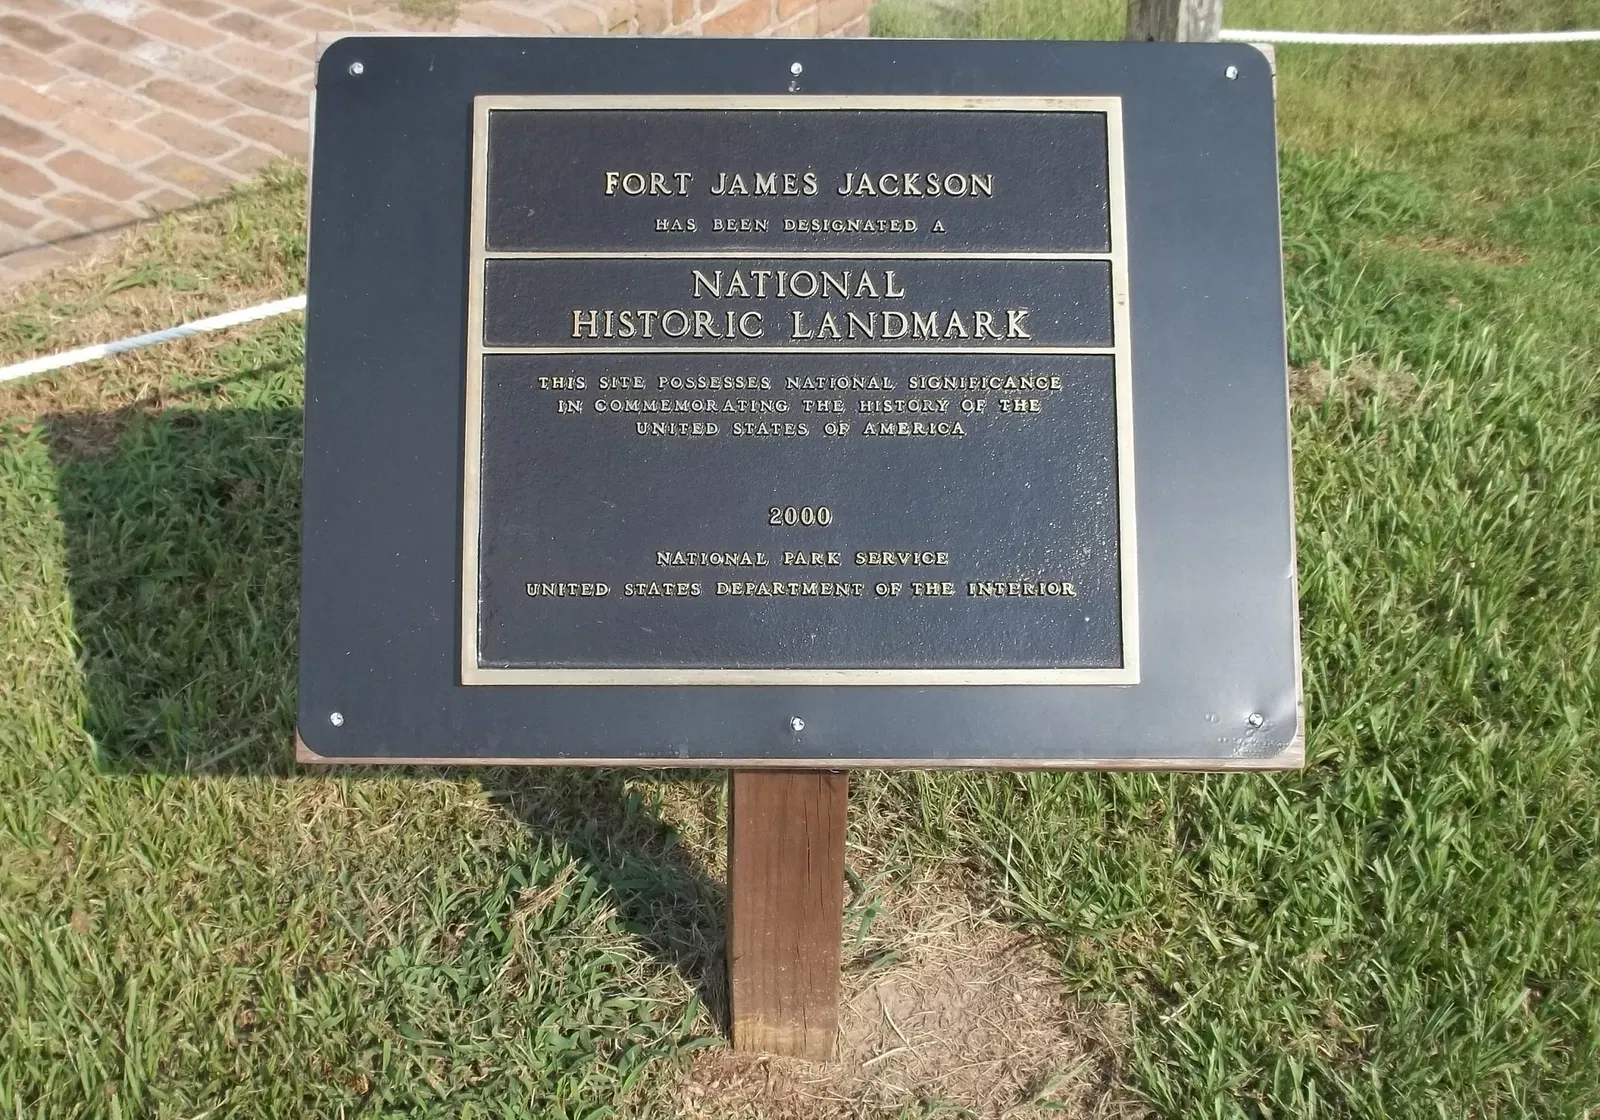 FORT JAMES JACKSON
HAS BEEN DESIGNATED A
NATIONAL
HISTORIC LANDMARK
THIS SITE POSSESSES NATIONAL SIGNIFICANCE
IN COMMEMORATING THE HISTORY OF THE
UNITED STATES OF AMERICA
2000
NATIONAL PARK SERVICE
UNITED STATES DEPARTMENT OF THE INTERIOR